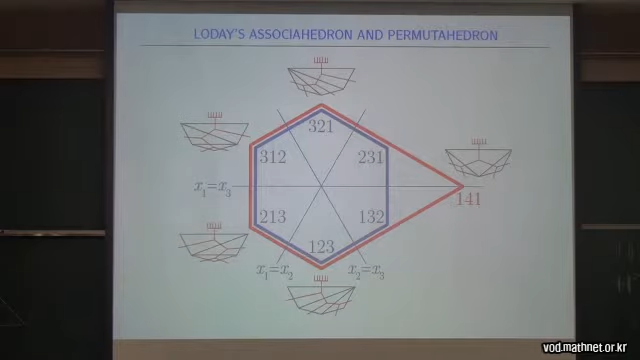 LODAY'S ASSOCIAHEDRON AND PERMUTAHEDRON
321
312
231
x₁=x₃
141
213
132
123
x₁=x₂
x₂=x₃
vod.mathnet.or.kr